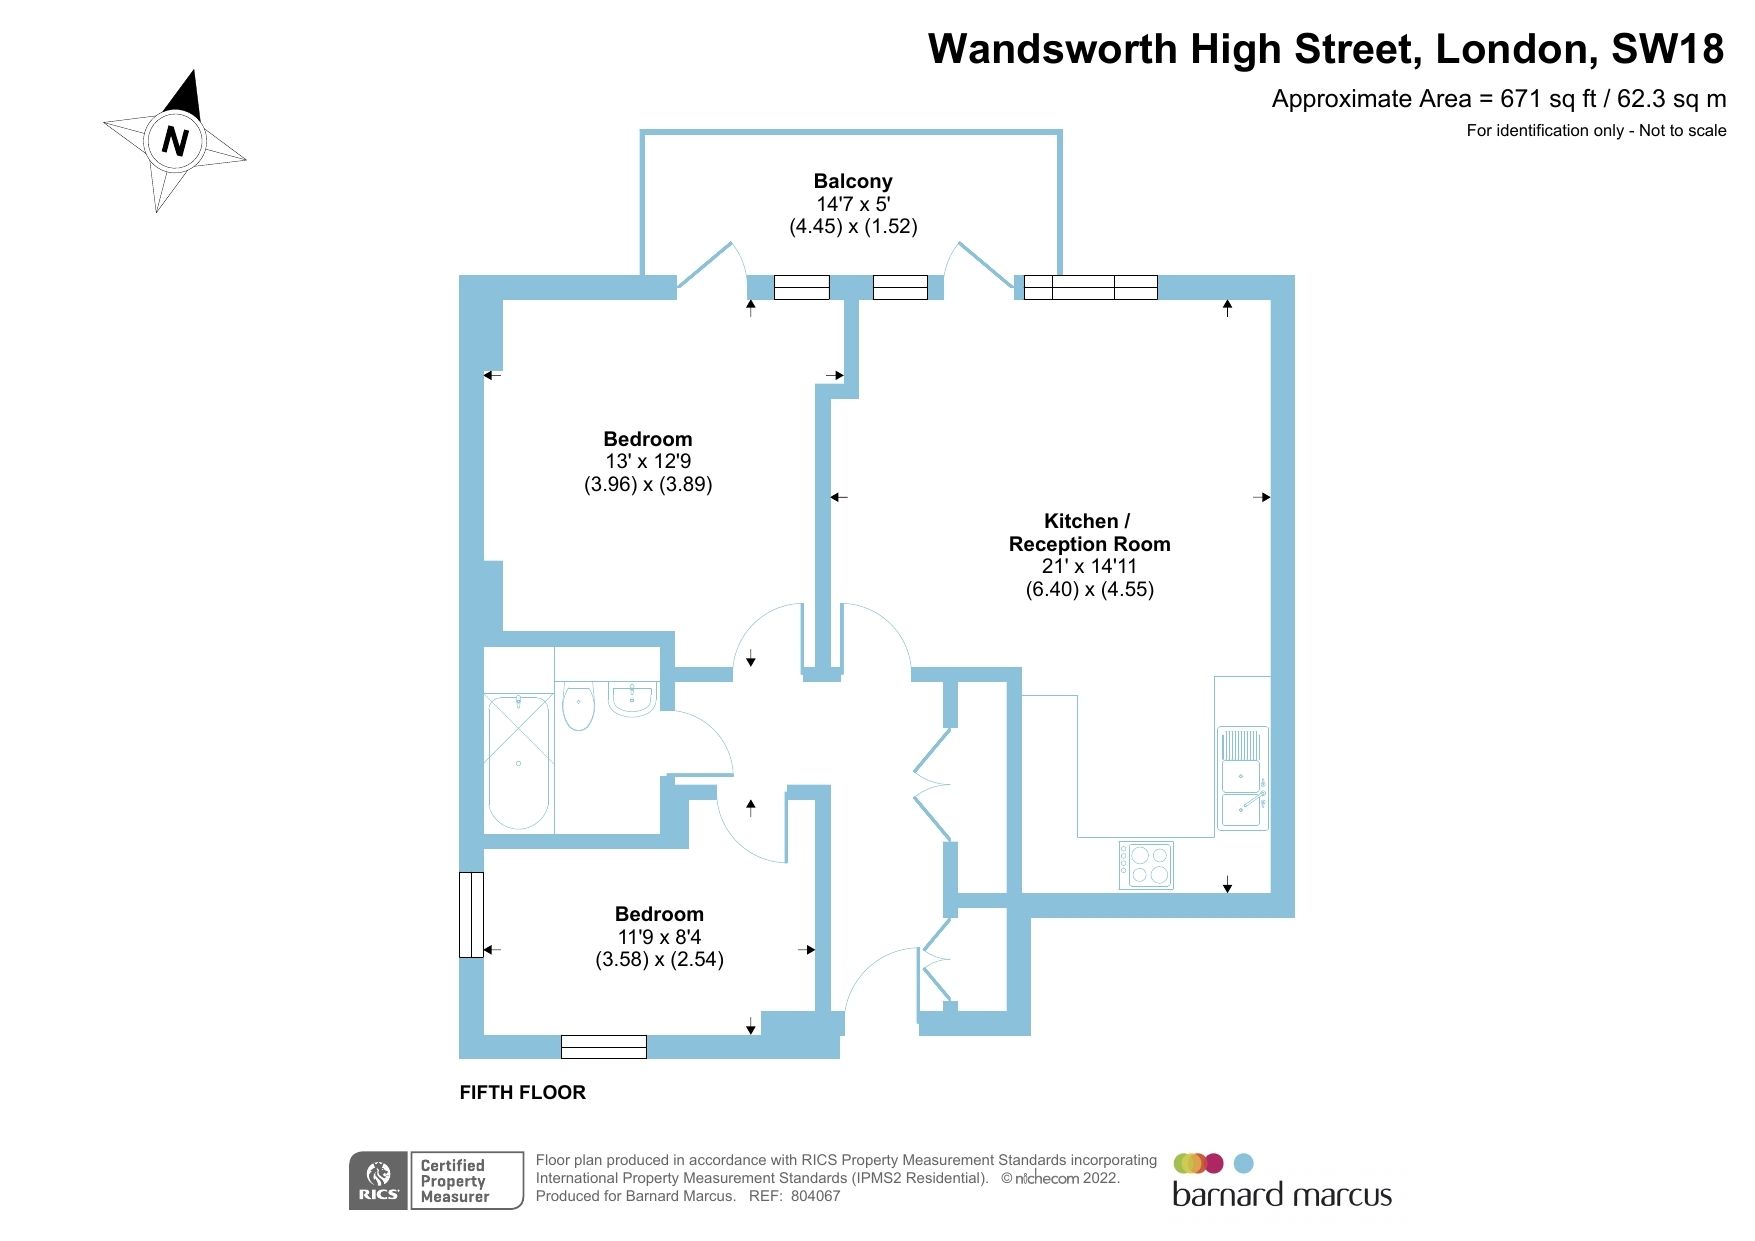 Wandsworth High Street, London, SW18
Approximate Area = 671 sq ft / 62.3 sq m
For identification only - Not to scale
N
Balcony
14'7 x 5'
(4.45) x (1.52)
Bedroom
13' x 12'9
(3.96) x (3.89)
Kitchen /
Reception Room
21' x 14'11
(6.40) x (4.55)
Bedroom
11'9 x 8'4
(3.58) x (2.54)
FIFTH FLOOR
RICS
Certified
Property
Measurer
Floor plan produced in accordance with RICS Property Measurement Standards incorporating
International Property Measurement Standards (IPMS2 Residential). © nichecom 2022.
Produced for Barnard Marcus. REF: 804067
barnard marcus